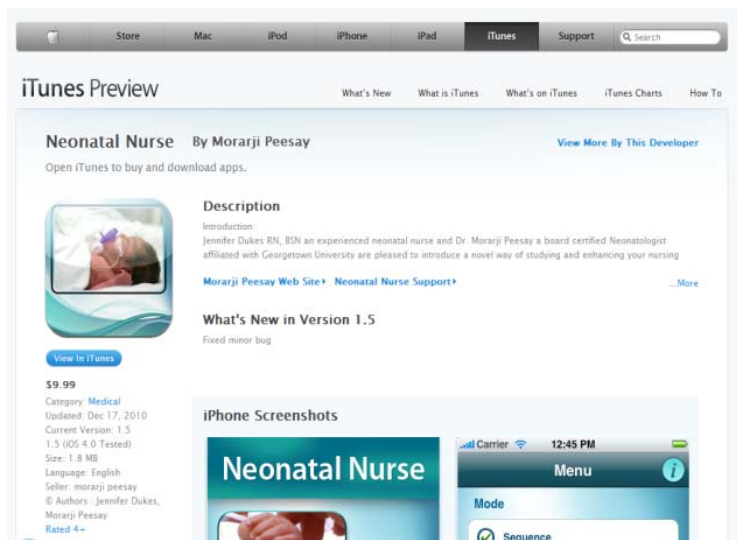 Store Mac iPod iPhone iPad iTunes Support Search
iTunes Preview
What's New What is iTunes What's on iTunes iTunes Charts How To
Neonatal Nurse By Morarji Peesay
View More By This Developer
Open iTunes to buy and download apps.
Description
Introduction:
Jennifer Dukes RN, BSN an experienced neonatal nurse and Dr. Morarji Peesay a board certified Neonatologist
affiliated with Georgetown University are pleased to introduce a novel way of studying and enhancing your nursing
Morarji Peesay Web Site Neonatal Nurse Support
...More
What's New in Version 1.5
Fixed minor bug
View In iTunes
$9.99
Category: Medical
Updated: Dec 17, 2010
Current Version: 1.5
1.5 (iOS 4.0 Tested)
Size: 1.8 MB
Language: English
Seller: morarji peesay
© Authors : Jennifer Dukes,
Morarji Peesay
Rated 4+
iPhone Screenshots
Neonatal Nurse
Carrier 12:45 PM
Menu i
Mode
Sequence